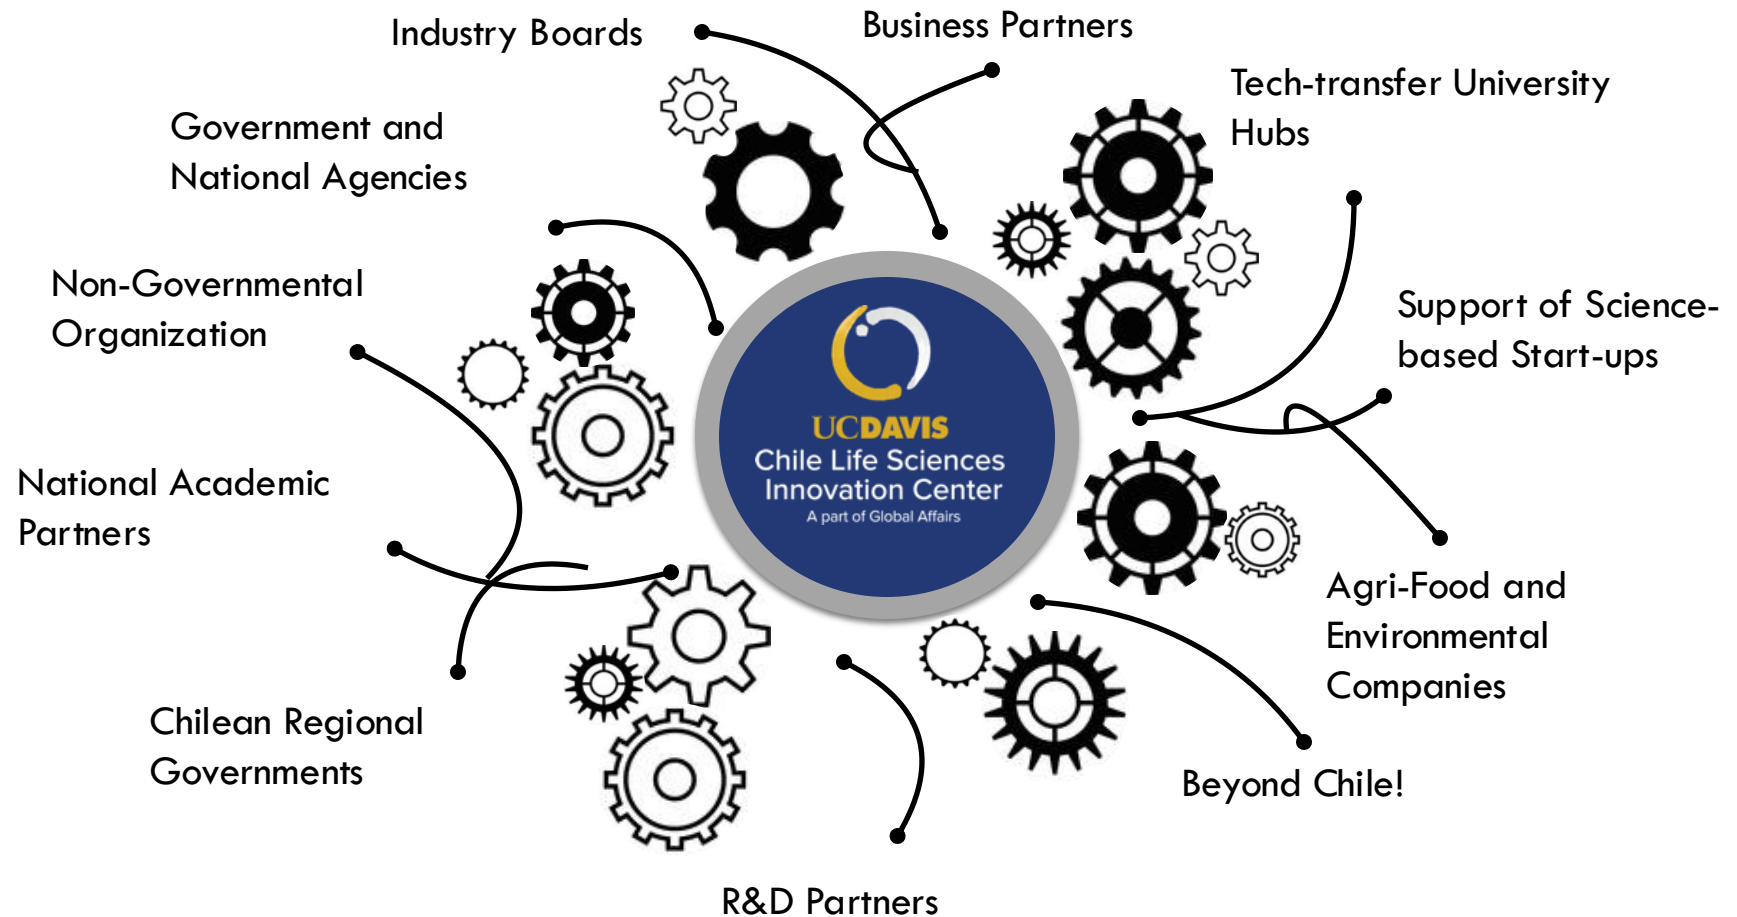 Industry Boards
Business Partners
Tech-transfer University
Hubs
Government and
National Agencies
Non-Governmental
Organization
Support of Science-
based Start-ups
UCDAVIS
Chile Life Sciences
Innovation Center
A part of Global Affairs
National Academic
Partners
Agri-Food and
Environmental
Companies
Chilean Regional
Governments
Beyond Chile!
R&D Partners